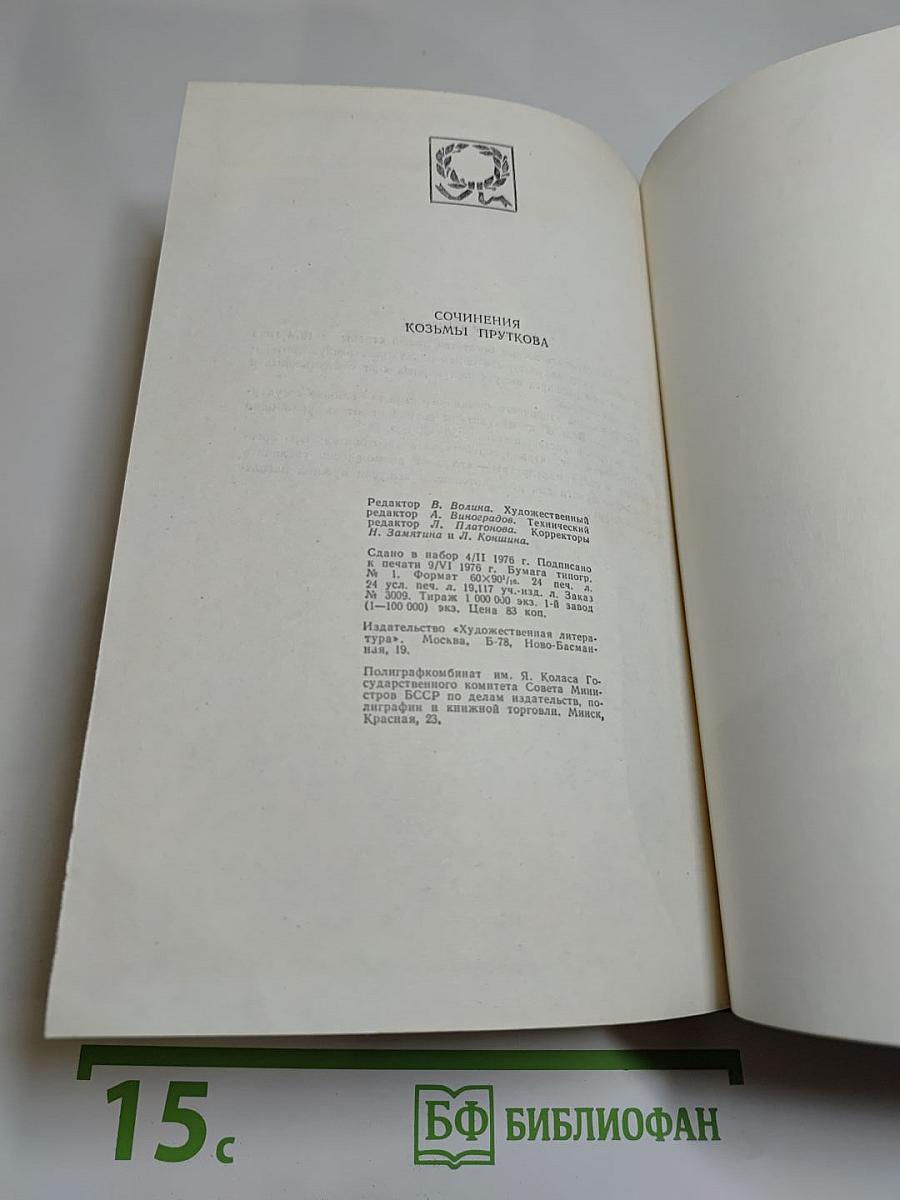 СОЧИНЕНИЯ
КОЗЬМЫ ПРУТКОВА
Редактор В. Волина. Художественный
редактор А. Виноградов. Технический
редактор Л. Платонова. Корректоры
Н. Замятина и Л. Коншина.
Сдано в набор 4/II 1976 г. Подписано
к печати 9/VI 1976 г. Бумага типогр.
№ 1. Формат 60×90¹/₁₆. 24 печ. л.
24 усл. печ. л. 19,117 уч.-изд. л. Заказ
№ 3009. Тираж 1 000 000 экз. 1-й завод
(1—100 000) экз. Цена 83 коп.
Издательство «Художественная литера-
тура». Москва, Б-78, Ново-Басман-
ная, 19.
Полиграфкомбинат им. Я. Коласа Го-
сударственного комитета Совета Мини-
стров БССР по делам издательств, по-
лиграфии и книжной торговли. Минск,
Красная, 23.
15 с
БФ БИБЛИОФАН